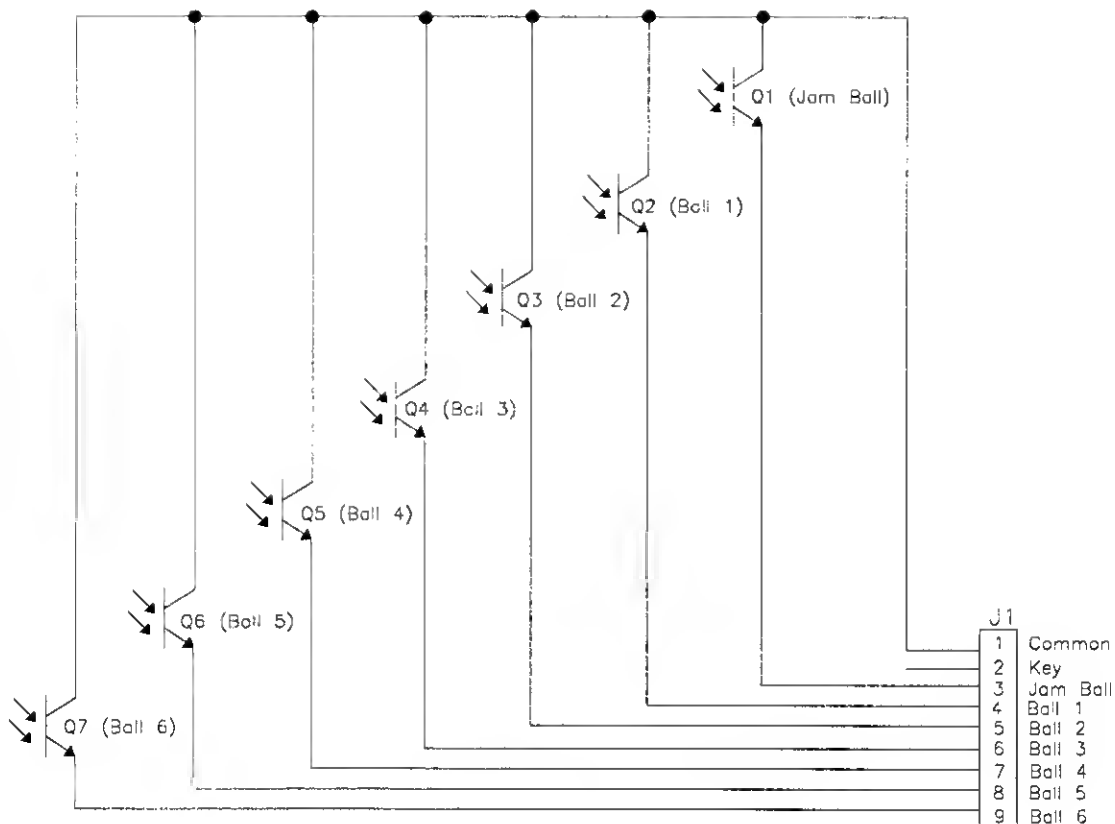 Q1 (Jam Ball)
Q2 (Ball 1)
Q3 (Ball 2)
Q4 (Ball 3)
Q5 (Ball 4)
Q6 (Ball 5)
Q7 (Ball 6)
J1
1 Common
2 Key
3 Jam Ball
4 Ball 1
5 Ball 2
6 Ball 3
7 Ball 4
8 Ball 5
9 Ball 6